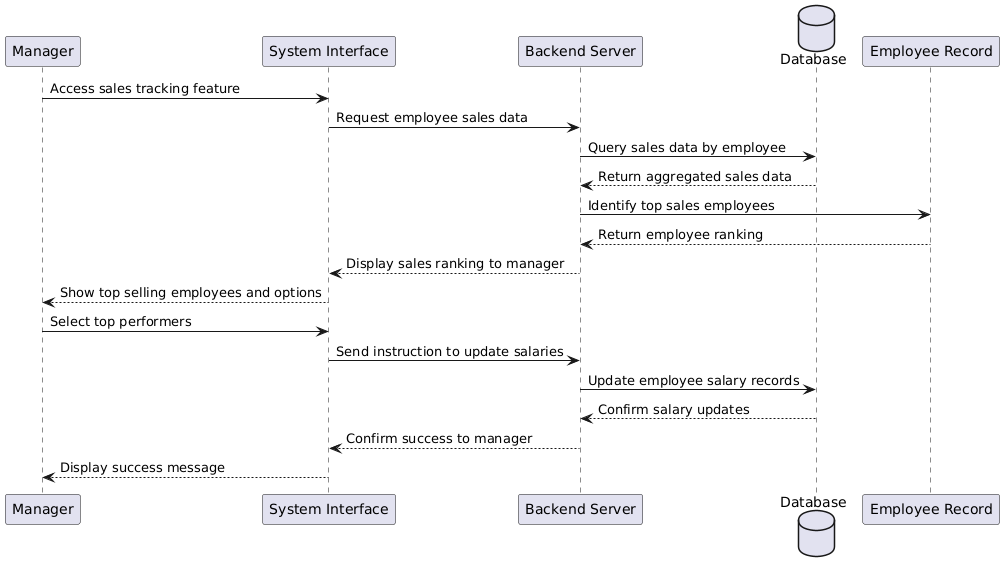 Database
Manager
System Interface
Backend Server
Employee Record
Access sales tracking feature
Request employee sales data
Query sales data by employee
Return aggregated sales data
Identify top sales employees
Return employee ranking
Display sales ranking to manager
Show top selling employees and options
Select top performers
Send instruction to update salaries
Update employee salary records
Confirm salary updates
Confirm success to manager
Display success message
Manager
System Interface
Backend Server
Database
Employee Record